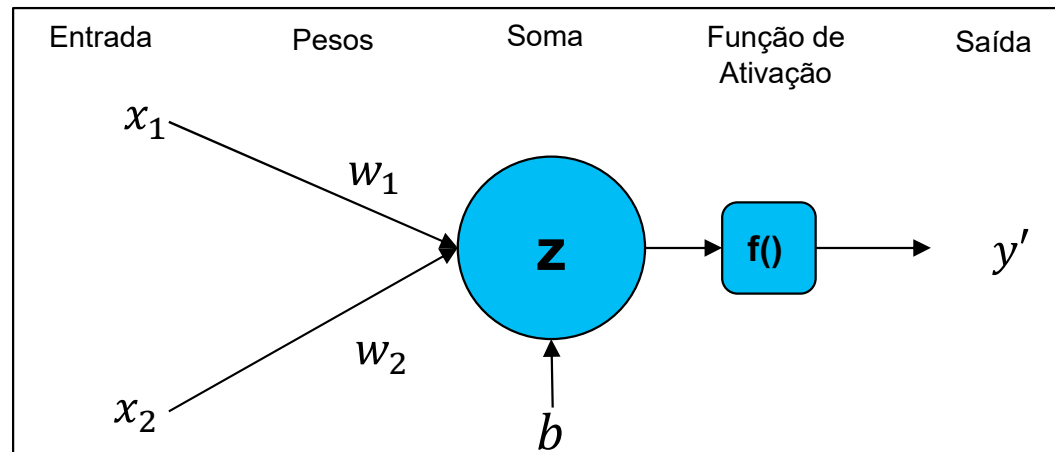 Entrada Pesos Soma Função de Saída
Ativação
x₁
w₁
z f() y′
w₂
x₂
b